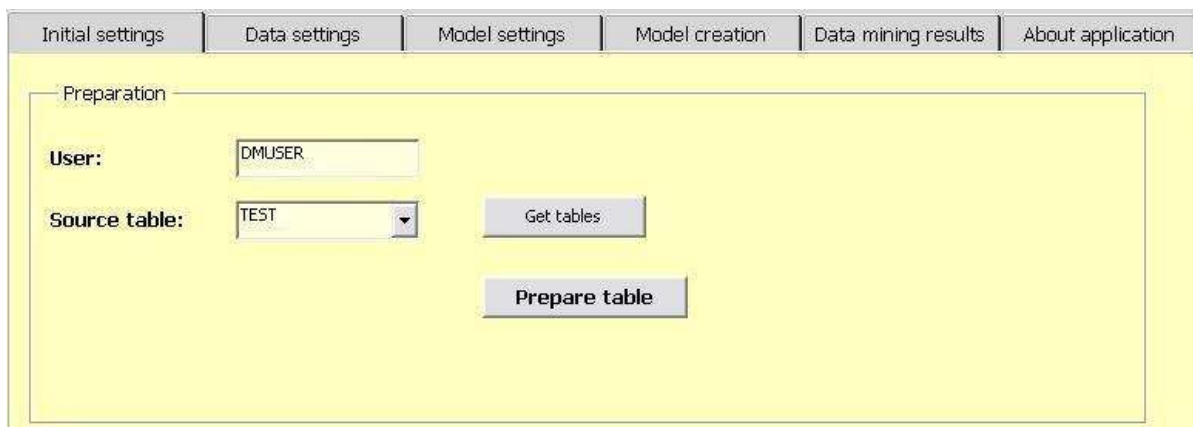 Initial settings Data settings Model settings Model creation Data mining results About application
Preparation
User: DMUSER
Source table: TEST Get tables
Prepare table